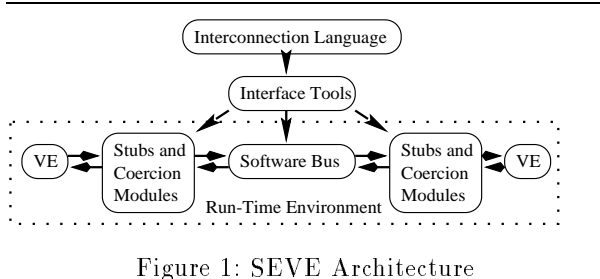 Interconnection Language
Interface Tools
VE
Stubs and
Coercion
Modules
Software Bus
Stubs and
Coercion
Modules
VE
Run-Time Environment
Figure 1: SEVE Architecture